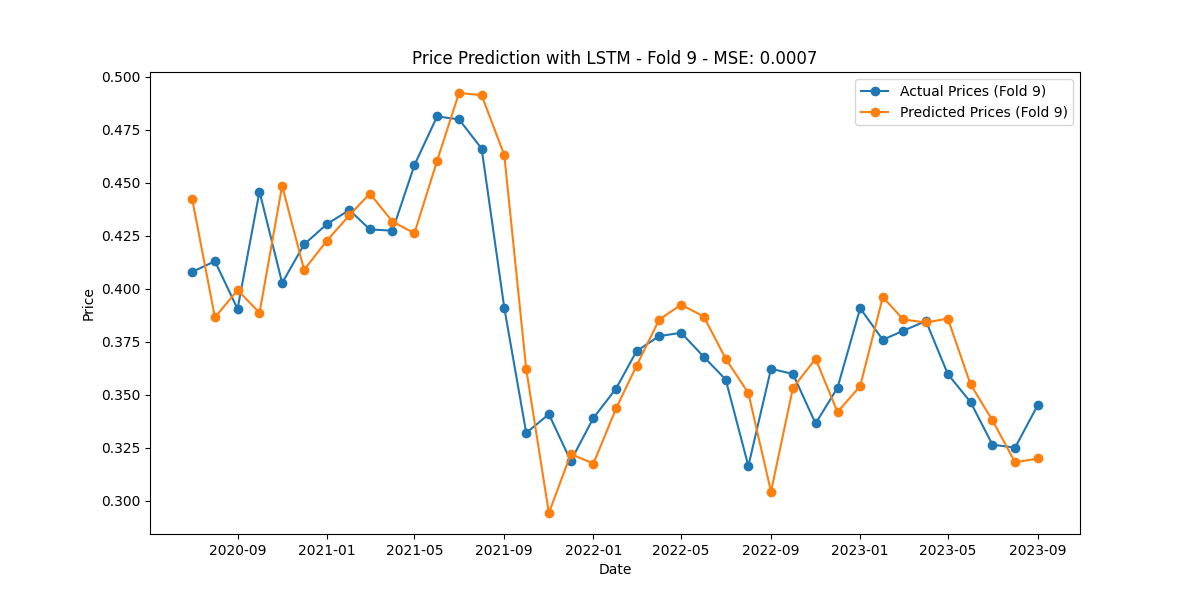 Price Prediction with LSTM - Fold 9 - MSE: 0.0007
Actual Prices (Fold 9)
Predicted Prices (Fold 9)
Price
0.500
0.475
0.450
0.425
0.400
0.375
0.350
0.325
0.300
2020-09 2021-01 2021-05 2021-09 2022-01 2022-05 2022-09 2023-01 2023-05 2023-09
Date